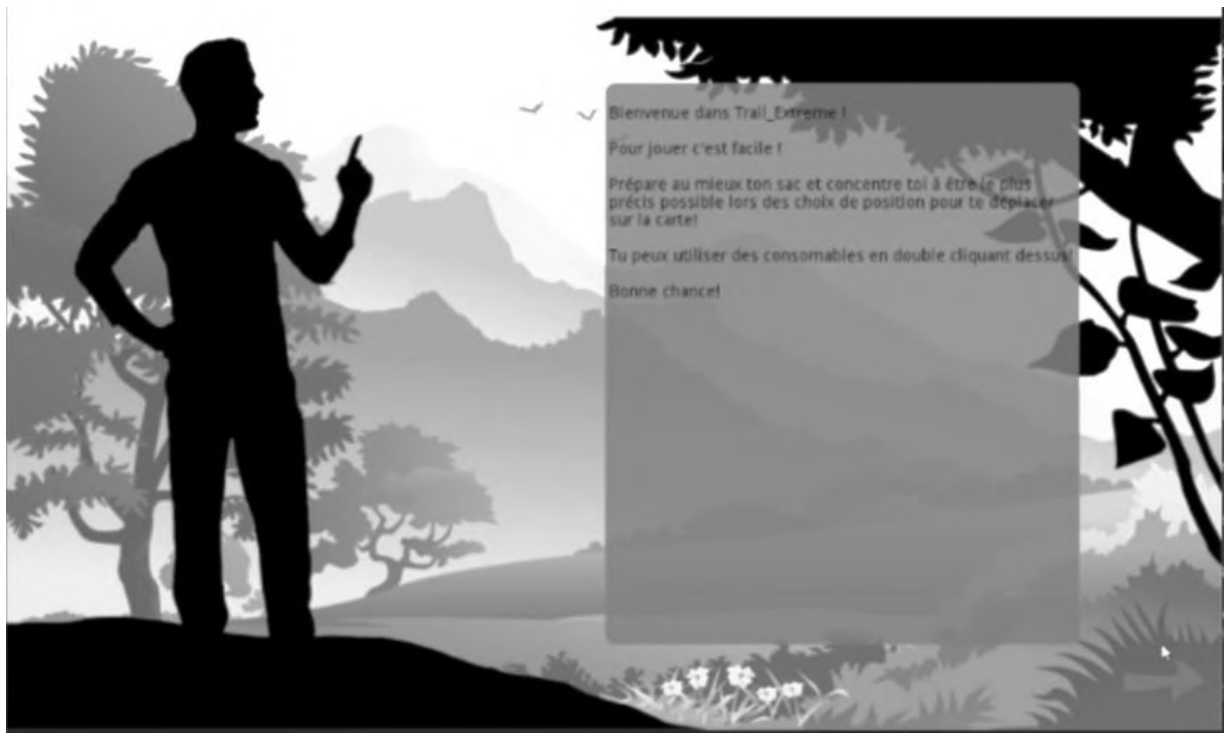 Bienvenue dans Trail_Extreme !
Pour jouer c'est facile !
Prépare au mieux ton sac et concentre toi à être le plus
précis possible lors des choix de position pour te déplacer
sur la carte!
Tu peux utiliser des consomables en double cliquant dessus!
Bonne chance!